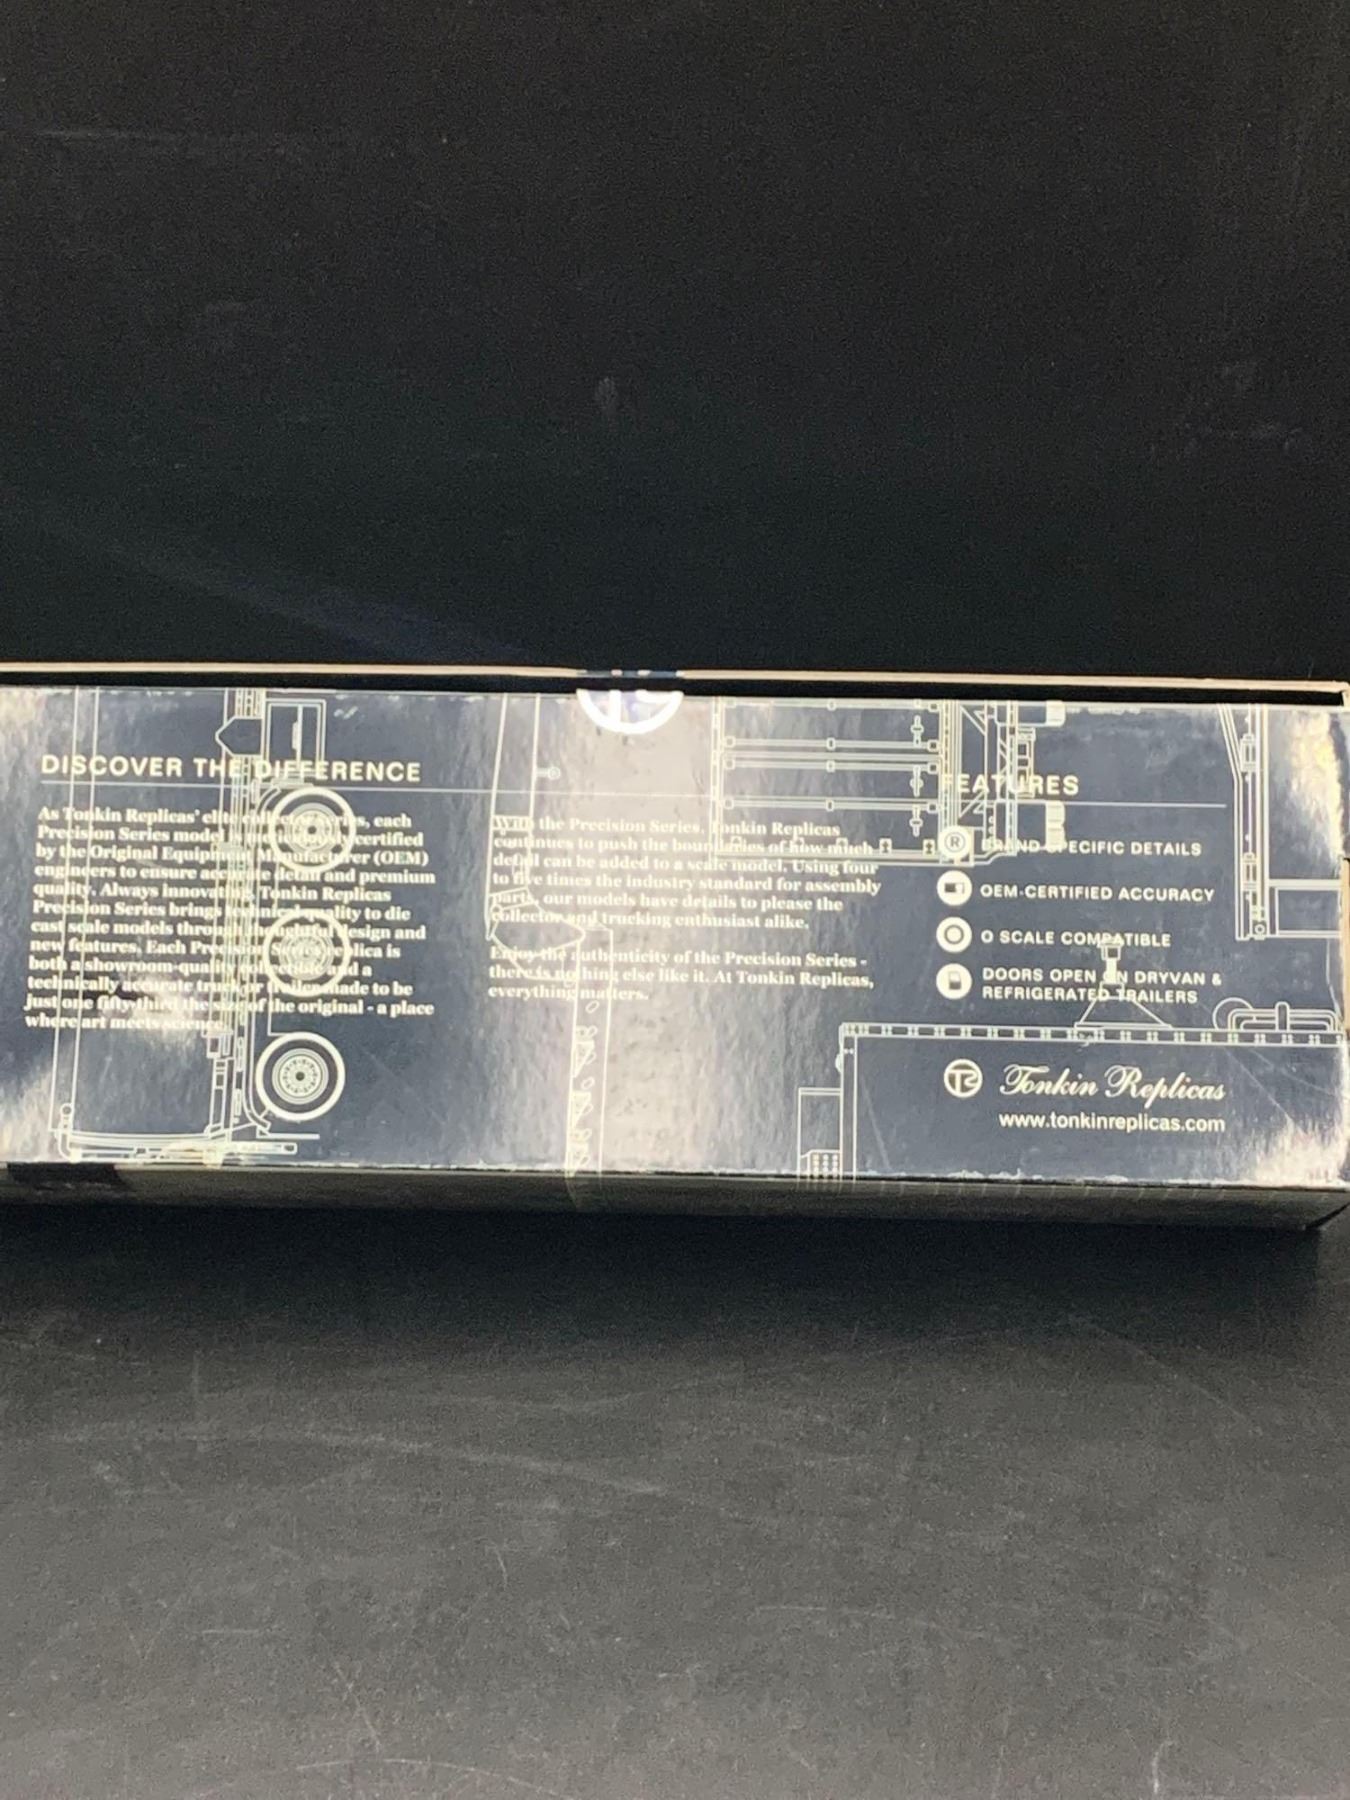 DISCOVER THE DIFFERENCE
As Tonkin Replicas' elite collector series, each
Precision Series model is meticulously certified
by the Original Equipment Manufacturer (OEM)
engineers to ensure accurate detail and premium
quality. Always innovating, Tonkin Replicas
Precision Series brings technical quality to die
cast scale models through thoughtful design and
new features. Each Precision Series replica is
both a showroom-quality collectible and a
technically accurate truck or trailer made to be
just one fifty-third the size of the original - a place
where art meets science.
With the Precision Series, Tonkin Replicas
continues to push the boundaries of how much
detail can be added to a scale model. Using four
to five times the industry standard for assembly
parts, our models have details to please the
collector and trucking enthusiast alike.
Enjoy the authenticity of the Precision Series -
there is nothing else like it. At Tonkin Replicas,
everything matters.
FEATURES
® BRAND SPECIFIC DETAILS
OEM-CERTIFIED ACCURACY
O SCALE COMPATIBLE
DOORS OPEN ON DRYVAN &
REFRIGERATED TRAILERS
TR Tonkin Replicas
www.tonkinreplicas.com